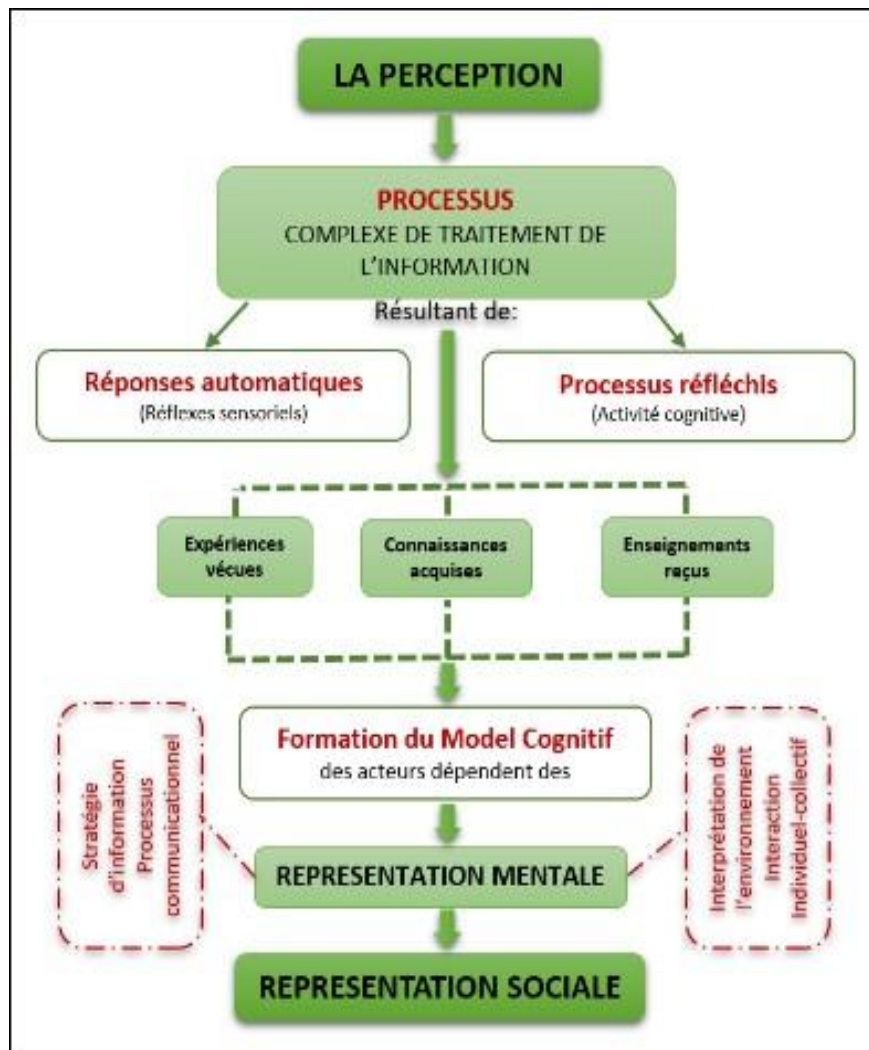 LA PERCEPTION
PROCESSUS
COMPLEXE DE TRAITEMENT DE
L'INFORMATION
Résultant de:
Réponses automatiques
(Réflexes sensoriels)
Processus réfléchis
(Activité cognitive)
Expériences
vécues
Connaissances
acquises
Enseignements
reçus
Formation du Model Cognitif
des acteurs dépendent des
Stratégie
d'information
Processus
communicationnel
Interprétation de
l'environnement
Interaction
Individuel-collectif
REPRESENTATION MENTALE
REPRESENTATION SOCIALE